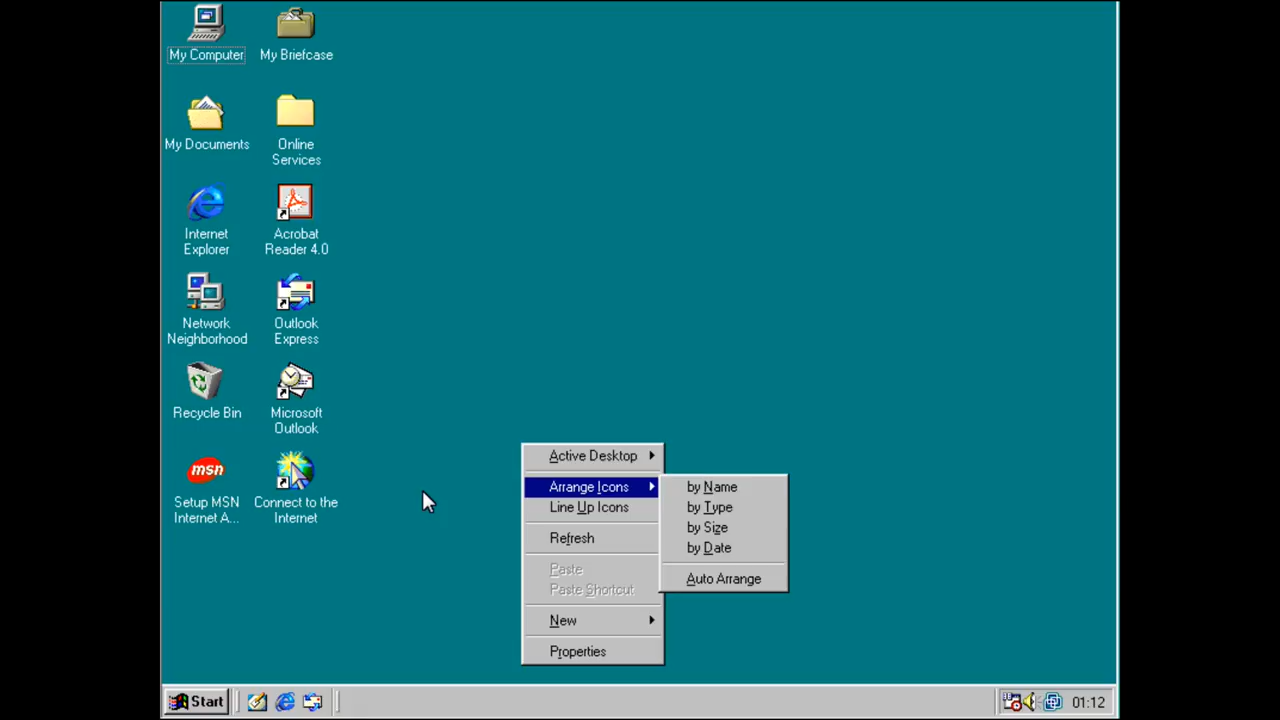 My Computer
My Briefcase
My Documents
Online
Services
Internet
Explorer
Acrobat
Reader 4.0
Network
Neighborhood
Outlook
Express
Recycle Bin
Microsoft
Outlook
msn
Setup MSN
Internet A...
Connect to the
Internet
Active Desktop
Arrange Icons
Line Up Icons
Refresh
Paste
Paste Shortcut
New
Properties
by Name
by Type
by Size
by Date
Auto Arrange
Start
01:12